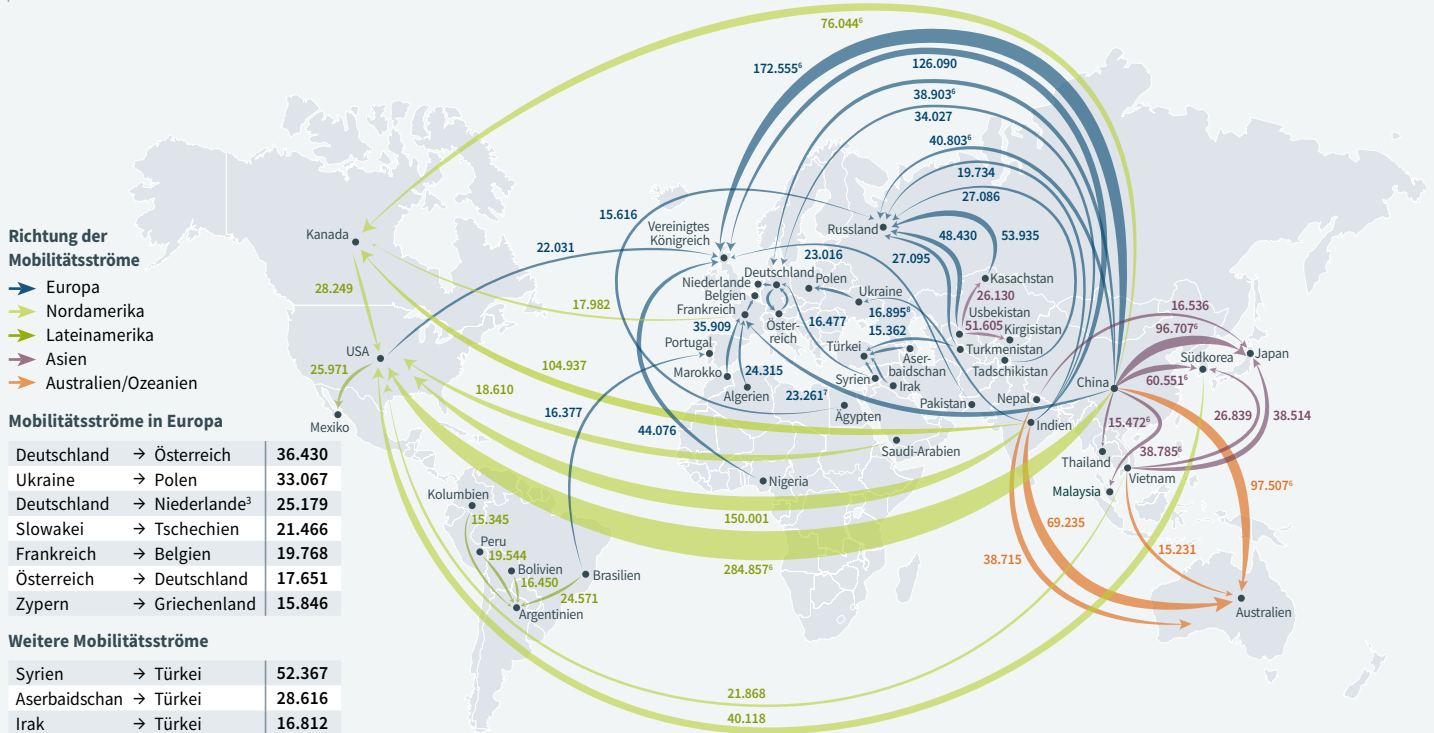 76.044⁶
172.555⁶
126.090
38.903⁶
34.027
40.803⁶
19.734
27.086
15.616
Vereinigtes
Königreich
Russland
Kanada
22.031
48.430
53.935
23.016
27.095
Richtung der
Mobilitätsströme
Europa
Nordamerika
Lateinamerika
Asien
Australien/Ozeanien
28.249
17.982
Deutschland
Niederlande
Belgien
Frankreich
Polen
Ukraine
Kasachstan
26.130
Usbekistan
16.895⁸
51.605
Kirgisistan
16.536
35.909
Öster-
reich
16.477
15.362
96.707⁶
Portugal
Türkei
Aser-
baidschan
Turkmenistan
Südkorea
Japan
USA
104.937
Marokko
24.315
Syrien
Irak
Tadschikistan
60.551⁶
25.971
18.610
Algerien
23.261⁷
Pakistan
Nepal
China
Mexiko
16.377
44.076
Ägypten
Indien
15.472⁶
26.839
38.514
Saudi-Arabien
38.785⁶
Thailand
Vietnam
Malaysia
Nigeria
97.507⁶
Kolumbien
15.345
150.001
69.235
Peru
19.544
Bolivien
16.450
Brasilien
284.857⁶
38.715
15.231
24.571
Argentinien
Australien
21.868
40.118
Mobilitätsströme in Europa
Deutschland → Österreich 36.430
Ukraine → Polen 33.067
Deutschland → Niederlande³ 25.179
Slowakei → Tschechien 21.466
Frankreich → Belgien 19.768
Österreich → Deutschland 17.651
Zypern → Griechenland 15.846
Weitere Mobilitätsströme
Syrien → Türkei 52.367
Aserbaidschan → Türkei 28.616
Irak → Türkei 16.812